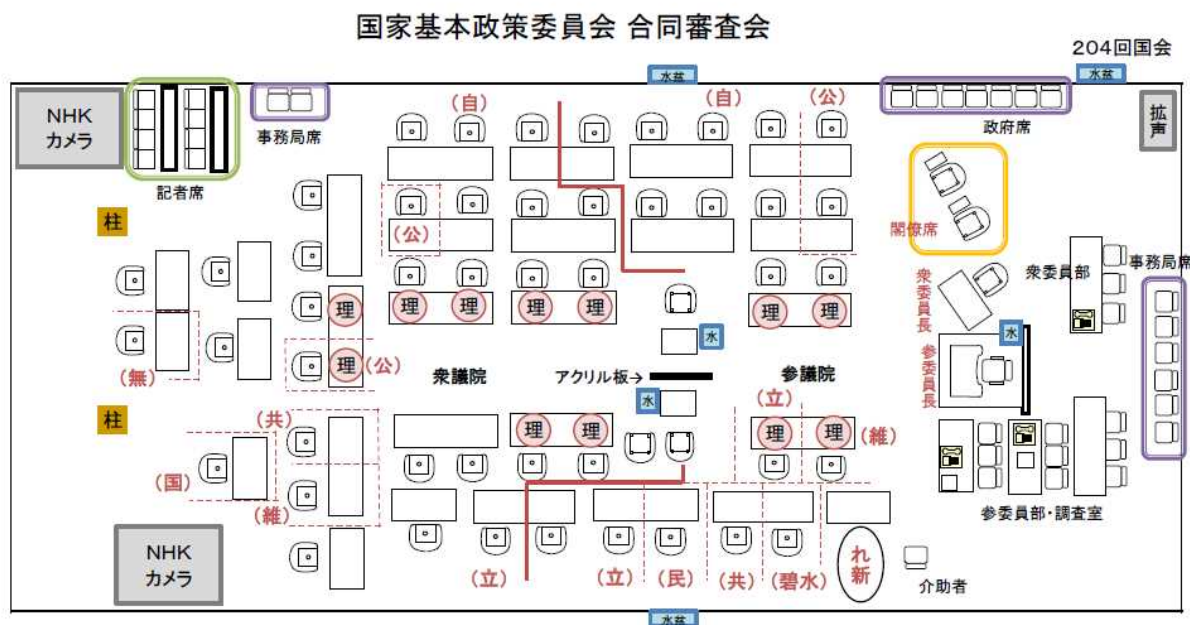 国家基本政策委員会 合同審査会
204回国会
水盆
水盆
NHK
カメラ
記者席
事務局席
(自)
(自)
(公)
政府席
拡声
柱
(公)
閣僚席
衆委員部
事務局席
衆委員長
理
理
理
理
理
理
理
水
水
(無)
理
(公)
衆議院
アクリル板→
参議院
参委員長
柱
(共)
水
(立)
理
理
理
理
(維)
(国)
(維)
参委員部・調査室
NHK
カメラ
(立)
(立)
(民)
(共)
(碧水)
れ新
介助者
水盆